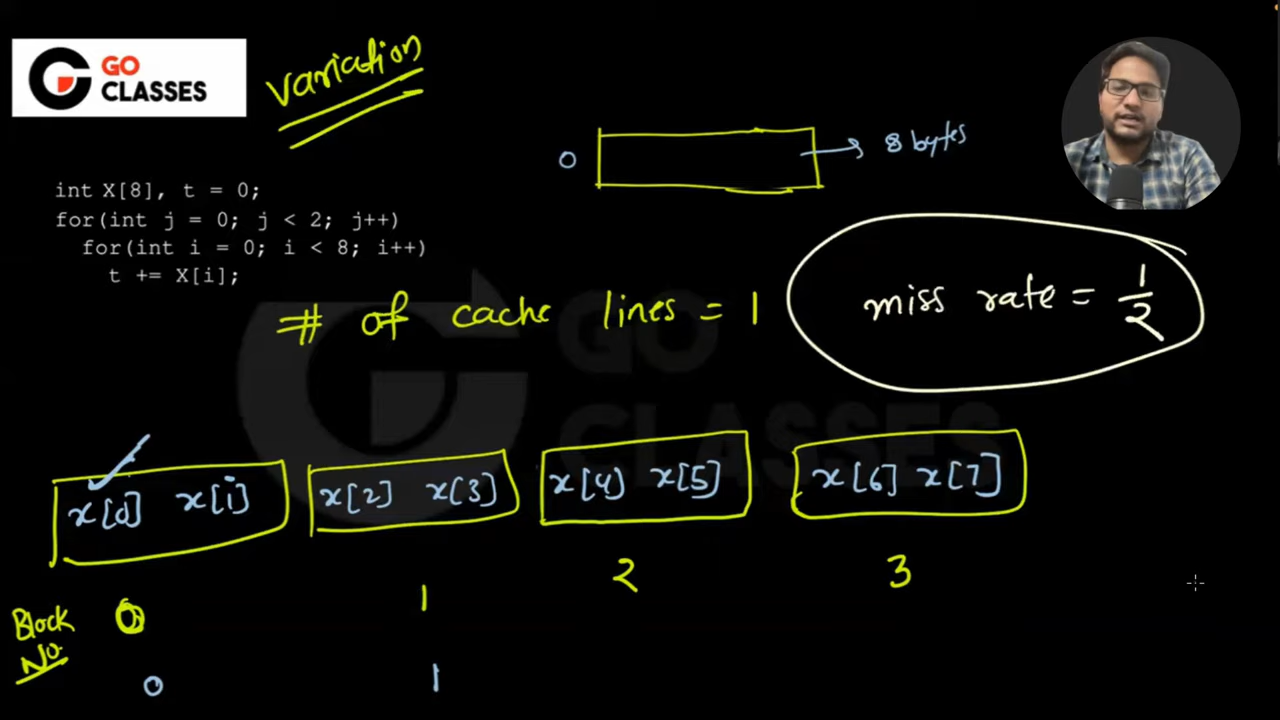 GO
CLASSES
variation
0
8 bytes
int X[8], t = 0;
for(int j = 0; j < 2; j++)
for(int i = 0; i < 8; i++)
t += X[i];
# of cache lines = 1
miss rate = 1/2
GO
CLASSES
x[0] x[i] x[2] x[3] x[4] x[5] x[6] x[7]
Block No. 0 1 2 3
0 1